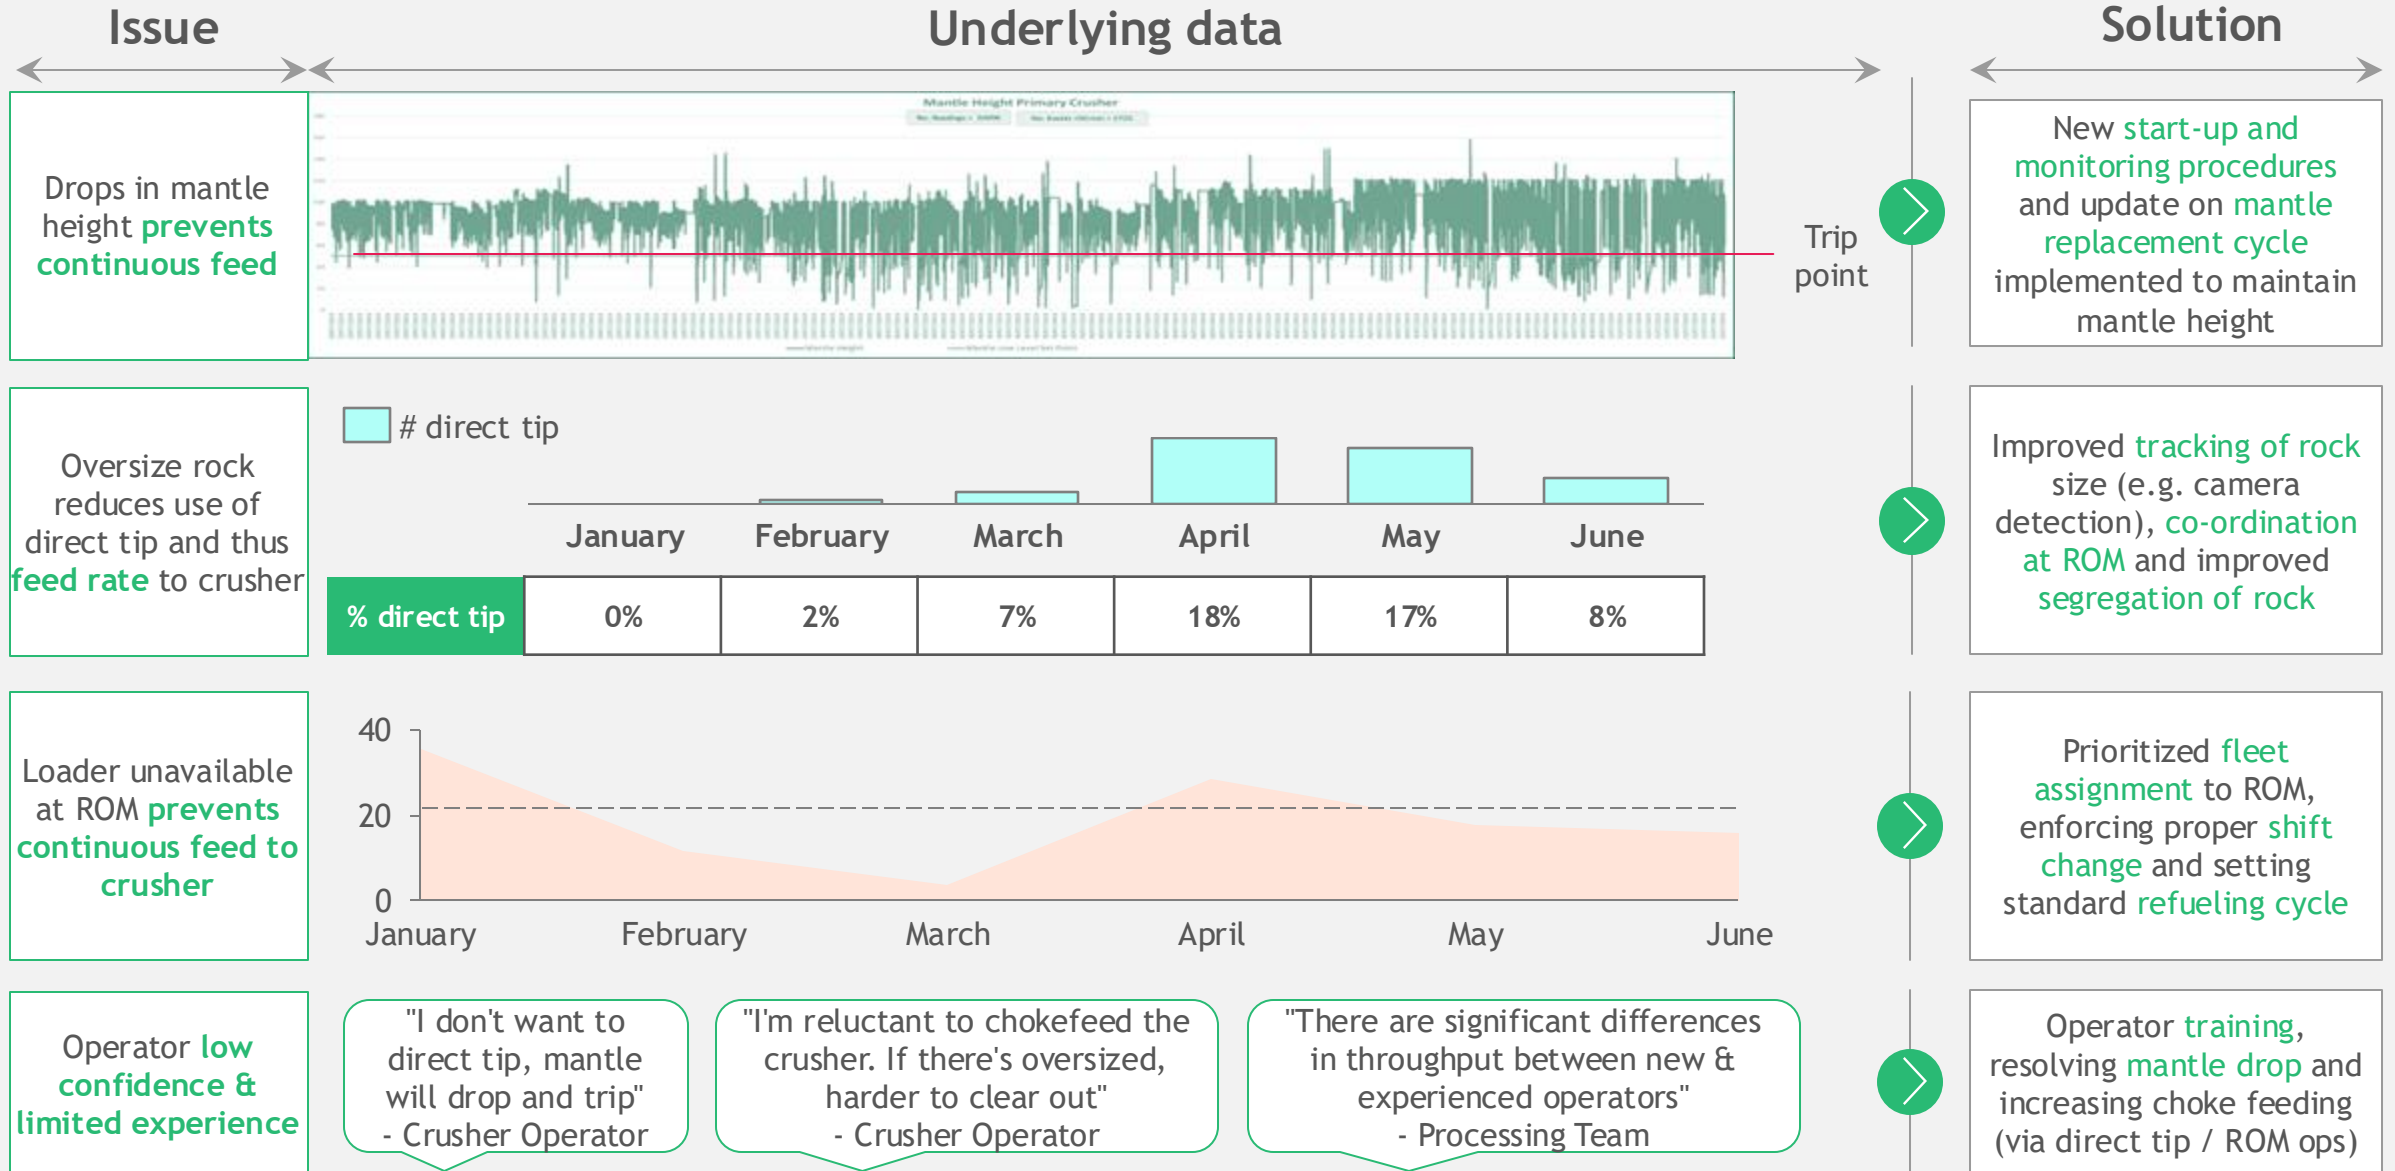 Issue
Underlying data
Solution
Drops in mantle
height prevents
continuous feed
Mantle Height Primary Crusher
Trip
point
New start-up and
monitoring procedures
and update on mantle
replacement cycle
implemented to maintain
mantle height
Oversize rock
reduces use of
direct tip and thus
feed rate to crusher
# direct tip
January
February
March
April
May
June
% direct tip
0%
2%
7%
18%
17%
8%
Improved tracking of rock
size (e.g. camera
detection), co-ordination
at ROM and improved
segregation of rock
Loader unavailable
at ROM prevents
continuous feed to
crusher
40
20
0
January
February
March
April
May
June
Prioritized fleet
assignment to ROM,
enforcing proper shift
change and setting
standard refueling cycle
Operator low
confidence &
limited experience
"I don't want to
direct tip, mantle
will drop and trip"
- Crusher Operator
"I'm reluctant to chokefeed the
crusher. If there's oversized,
harder to clear out"
- Crusher Operator
"There are significant differences
in throughput between new &
experienced operators"
- Processing Team
Operator training,
resolving mantle drop and
increasing choke feeding
(via direct tip / ROM ops)